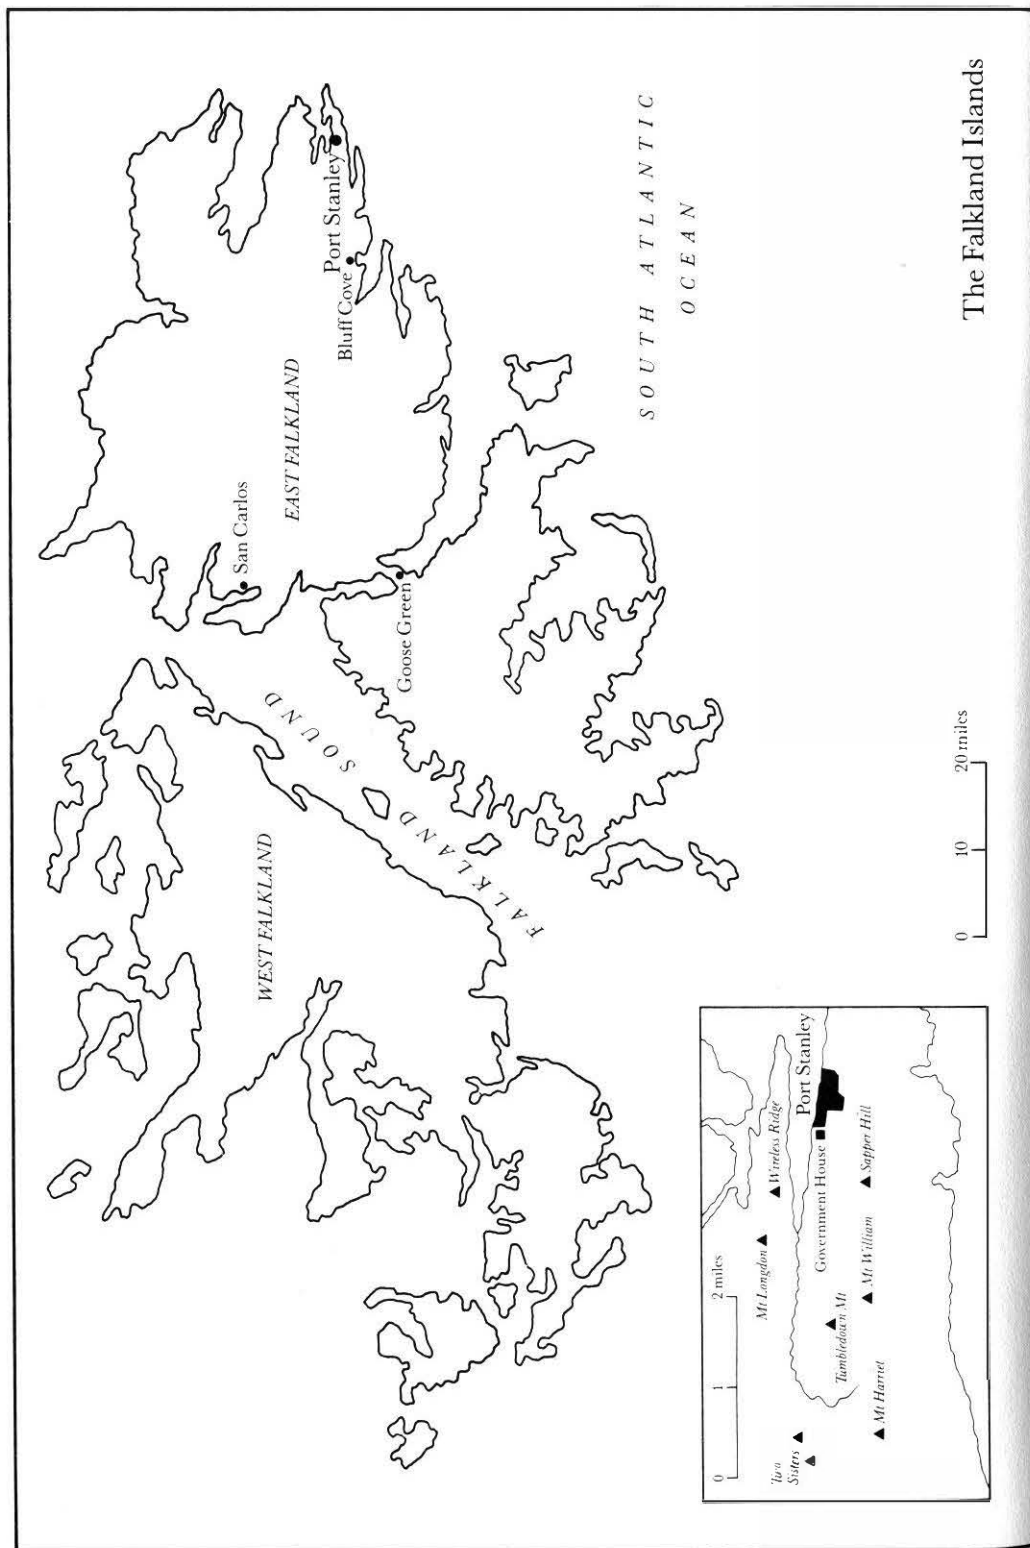 The Falkland Islands
WEST FALKLAND
EAST FALKLAND
FALKLAND SOUND
San Carlos
Goose Green
Port Stanley
Bluff Cove
SOUTH ATLANTIC
OCEAN
0 10 20 miles
0 1 2 miles
Two
Sisters
Mt Longdon
Wireless Ridge
Port Stanley
Government House
Tumbledown Mt
Mt William
Sapper Hill
Mt Harriet